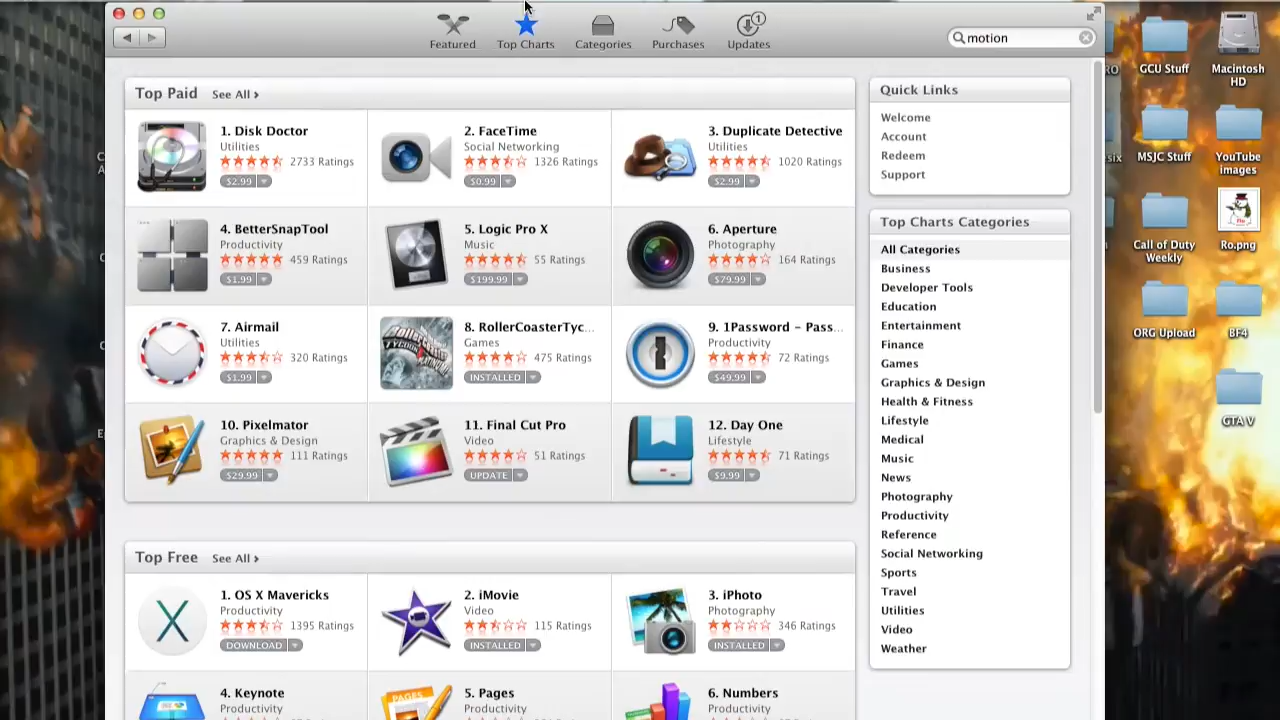 Featured
Top Charts
Categories
Purchases
1
Updates
motion
Top Paid See All ›
1. Disk Doctor
Utilities
2733 Ratings
$2.99
2. FaceTime
Social Networking
1326 Ratings
$0.99
3. Duplicate Detective
Utilities
1020 Ratings
$2.99
4. BetterSnapTool
Productivity
459 Ratings
$1.99
5. Logic Pro X
Music
55 Ratings
$199.99
6. Aperture
Photography
164 Ratings
$79.99
7. Airmail
Utilities
320 Ratings
$1.99
8. RollerCoasterTyc...
Games
475 Ratings
INSTALLED
9. 1Password – Pass...
Productivity
72 Ratings
$49.99
10. Pixelmator
Graphics & Design
111 Ratings
$29.99
11. Final Cut Pro
Video
51 Ratings
UPDATE
12. Day One
Lifestyle
71 Ratings
$9.99
Top Free See All ›
1. OS X Mavericks
Productivity
1395 Ratings
DOWNLOAD
2. iMovie
Video
115 Ratings
INSTALLED
3. iPhoto
Photography
346 Ratings
INSTALLED
4. Keynote
Productivity
PAGES
5. Pages
Productivity
6. Numbers
Productivity
Quick Links
Welcome
Account
Redeem
Support
Top Charts Categories
All Categories
Business
Developer Tools
Education
Entertainment
Finance
Games
Graphics & Design
Health & Fitness
Lifestyle
Medical
Music
News
Photography
Productivity
Reference
Social Networking
Sports
Travel
Utilities
Video
Weather
GCU Stuff
Macintosh
HD
MSJC Stuff
YouTube
images
Call of Duty
Weekly
Ro.png
ORG Upload
BF4
GTA V